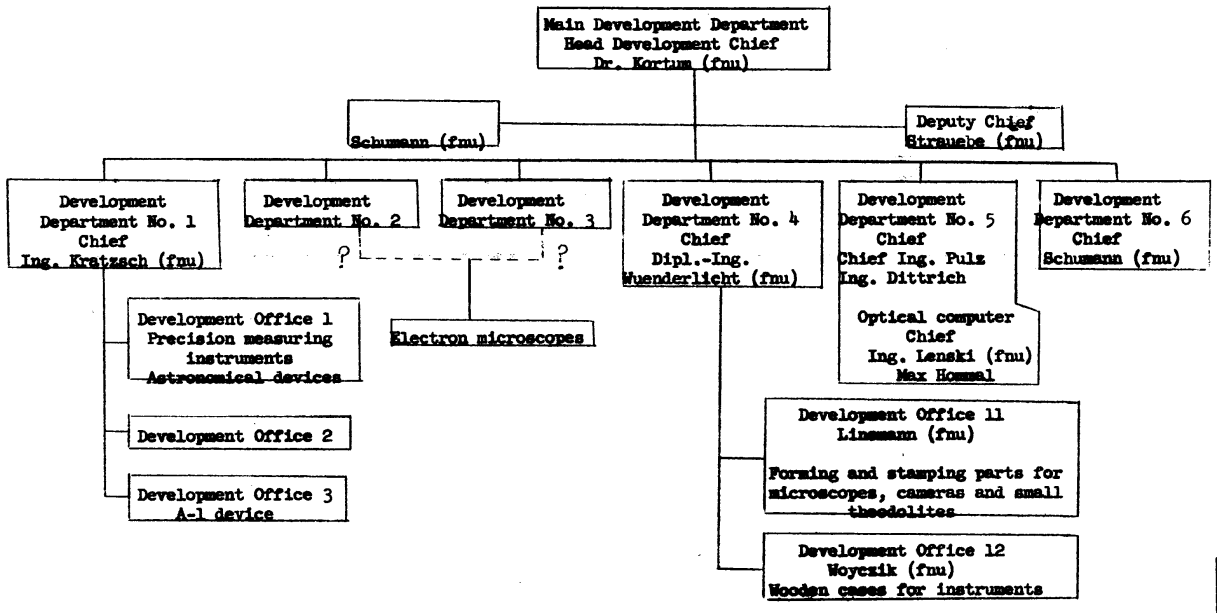 Main Development Department
Head Development Chief
Dr. Kortum (fnu)
Schumann (fnu)
Deputy Chief
Strauebe (fnu)
Development
Department No. 1
Chief
Ing. Kratzsch (fnu)
Development
Department No. 2
Development
Department No. 3
Development
Department No. 4
Chief
Dipl.-Ing.
Wuenderlicht (fnu)
Development
Department No. 5
Chief
Chief Ing. Pulz
Ing. Dittrich
Optical computer
Chief
Ing. Lenski (fnu)
Max Hommal
Development
Department No. 6
Chief
Schumann (fnu)
?
?
Electron microscopes
Development Office 1
Precision measuring
instruments
Astronomical devices
Development Office 2
Development Office 3
A-1 device
Development Office 11
Linsmann (fnu)
Forming and stamping parts for
microscopes, cameras and small
theodolites
Development Office 12
Woyczik (fnu)
Wooden cases for instruments